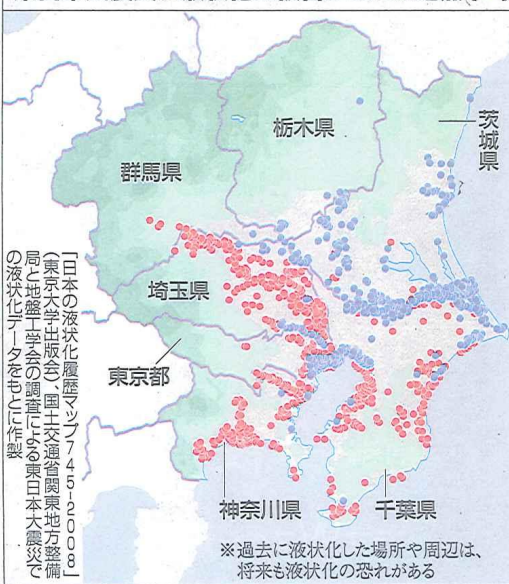 栃木県
茨城県
群馬県
埼玉県
東京都
神奈川県
千葉県
※過去に液状化した場所や周辺は、
将来も液状化の恐れがある
「日本の液状化履歴マップ745-2008」
(東京大学出版会)、国土交通省関東地方整備
局と地盤工学会の調査による東日本大震災で
の液状化データをもとに作製